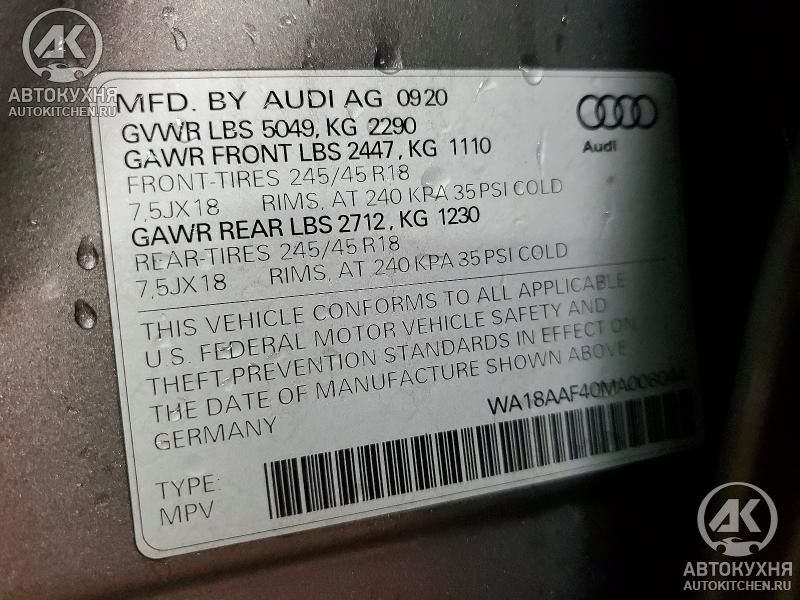 АК
АВТОКУХНЯ
AUTOKITCHEN.RU
MFD. BY AUDI AG 0920
GVWR LBS 5049, KG 2290
GAWR FRONT LBS 2447, KG 1110
FRONT-TIRES 245/45 R18
7,5JX18 RIMS, AT 240 KPA 35 PSI COLD
GAWR REAR LBS 2712, KG 1230
REAR-TIRES 245/45 R18
7,5JX18 RIMS, AT 240 KPA 35 PSI COLD
Audi
THIS VEHICLE CONFORMS TO ALL APPLICABLE
U.S. FEDERAL MOTOR VEHICLE SAFETY AND
THEFT-PREVENTION STANDARDS IN EFFECT ON
THE DATE OF MANUFACTURE SHOWN ABOVE.
GERMANY
TYPE:
MPV
АК
АВТОКУХНЯ
AUTOKITCHEN.RU